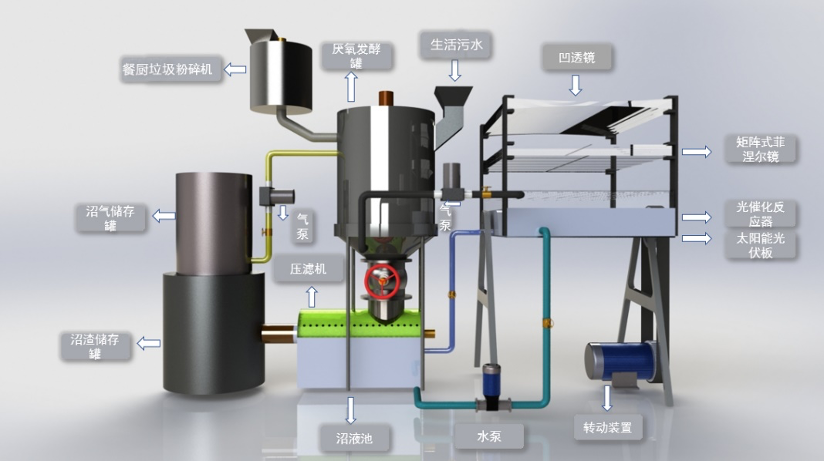 生活污水
厌氧发酵
罐
凹透镜
餐厨垃圾粉碎机
矩阵式菲
涅尔镜
沼气储存
罐
气
泵
气
泵
光催化反
应器
太阳能光
伏板
压滤机
沼渣储存
罐
沼液池
水泵
转动装置